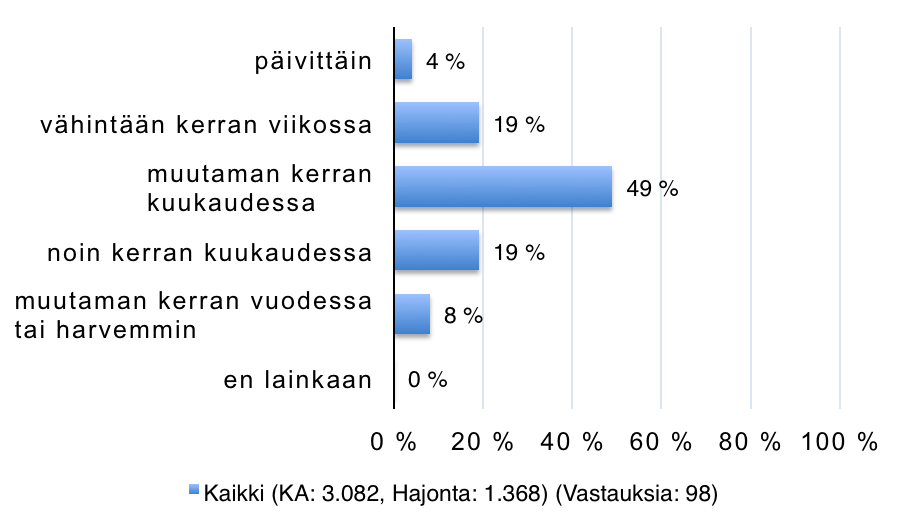 päivittäin
4 %
vähintään kerran viikossa
19 %
muutaman kerran
kuukaudessa
49 %
noin kerran kuukaudessa
19 %
muutaman kerran vuodessa
tai harvemmin
8 %
en lainkaan
0 %
0 % 20 % 40 % 60 % 80 % 100 %
Kaikki (KA: 3.082, Hajonta: 1.368) (Vastauksia: 98)